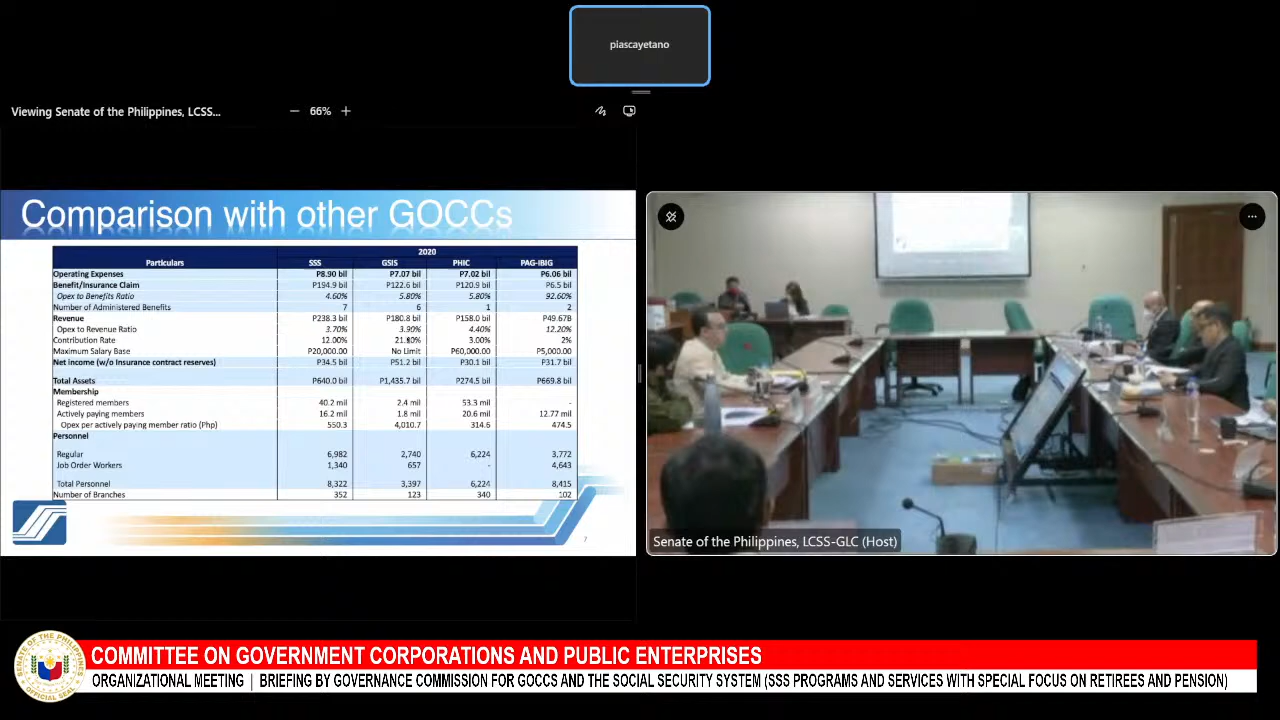 piascayetano
Viewing Senate of the Philippines, LCSS...
— 66% +
Comparison with other GOCCs
Particulars 2020
SSS GSIS PHIC PAG-IBIG
Operating Expenses P8.90 bil P7.07 bil P7.02 bil P6.06 bil
Benefit/Insurance Claim P194.9 bil P122.6 bil P120.9 bil P6.5 bil
Opex to Benefits Ratio 4.60% 5.80% 5.80% 92.60%
Number of Administered Benefits 7 6 1 2
Revenue P238.3 bil P180.8 bil P158.0 bil P49.67B
Opex to Revenue Ratio 3.70% 3.90% 4.40% 12.20%
Contribution Rate 12.00% 21.00% 3.00% 2%
Maximum Salary Base P20,000.00 No Limit P60,000.00 P5,000.00
Net income (w/o Insurance contract reserves) P34.5 bil P51.2 bil P30.1 bil P31.7 bil
Total Assets P640.0 bil P1,435.7 bil P274.5 bil P669.8 bil
Membership
Registered members 40.2 mil 2.4 mil 53.3 mil -
Actively paying members 16.2 mil 1.8 mil 20.6 mil 12.77 mil
Opex per actively paying member ratio (Php) 550.3 4,010.7 314.6 474.5
Personnel
Regular 6,982 2,740 6,224 3,772
Job Order Workers 1,340 657 - 4,643
Total Personnel 8,322 3,397 6,224 8,415
Number of Branches 352 123 340 102
7
Senate of the Philippines, LCSS-GLC (Host)
COMMITTEE ON GOVERNMENT CORPORATIONS AND PUBLIC ENTERPRISES
ORGANIZATIONAL MEETING | BRIEFING BY GOVERNANCE COMMISSION FOR GOCCS AND THE SOCIAL SECURITY SYSTEM (SSS PROGRAMS AND SERVICES WITH SPECIAL FOCUS ON RETIREES AND PENSION)